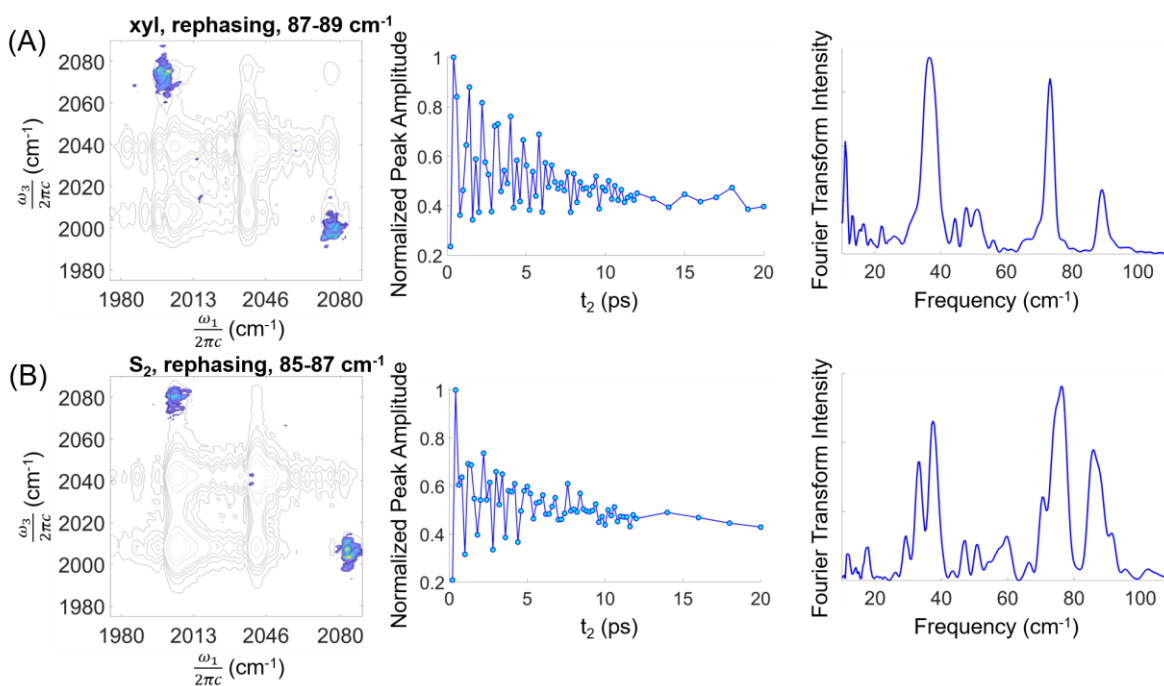 (A)
xyl, rephasing, 87-89 cm⁻¹
ω₃/2πc (cm⁻¹)
2080
2060
2040
2020
2000
1980
1980 2013 2046 2080
ω₁/2πc (cm⁻¹)
Normalized Peak Amplitude
1
0.8
0.6
0.4
0.2
0 5 10 15 20
t₂ (ps)
Fourier Transform Intensity
20 40 60 80 100
Frequency (cm⁻¹)
(B)
S₂, rephasing, 85-87 cm⁻¹
ω₃/2πc (cm⁻¹)
2080
2060
2040
2020
2000
1980
1980 2013 2046 2080
ω₁/2πc (cm⁻¹)
Normalized Peak Amplitude
1
0.8
0.6
0.4
0.2
0 5 10 15 20
t₂ (ps)
Fourier Transform Intensity
20 40 60 80 100
Frequency (cm⁻¹)